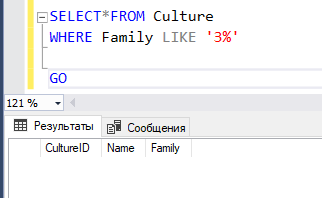 SELECT*FROM Culture
WHERE Family LIKE '3%'
GO
121 %
Результаты Сообщения
CultureID Name Family